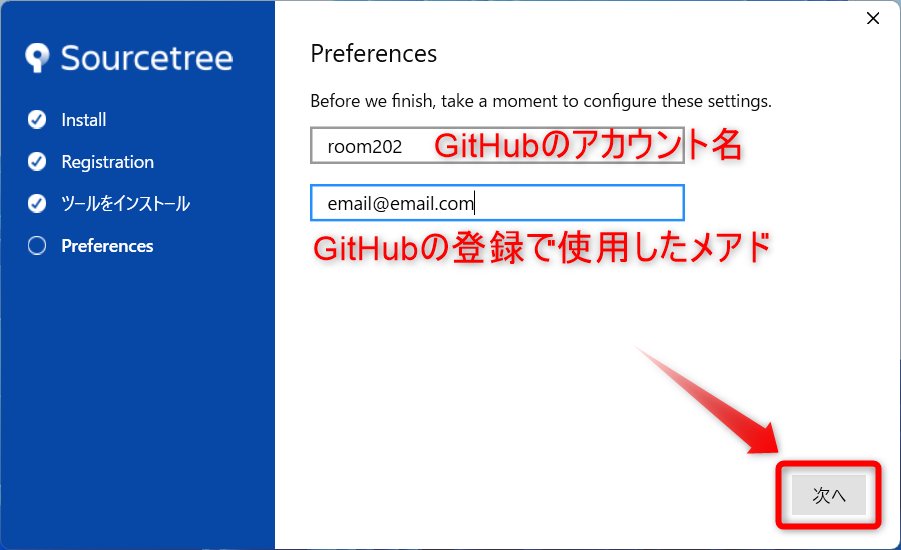 Sourcetree
Install
Registration
ツールをインストール
Preferences
Preferences
Before we finish, take a moment to configure these settings.
room202 GitHubのアカウント名
email@email.com
GitHubの登録で使用したメアド
次へ